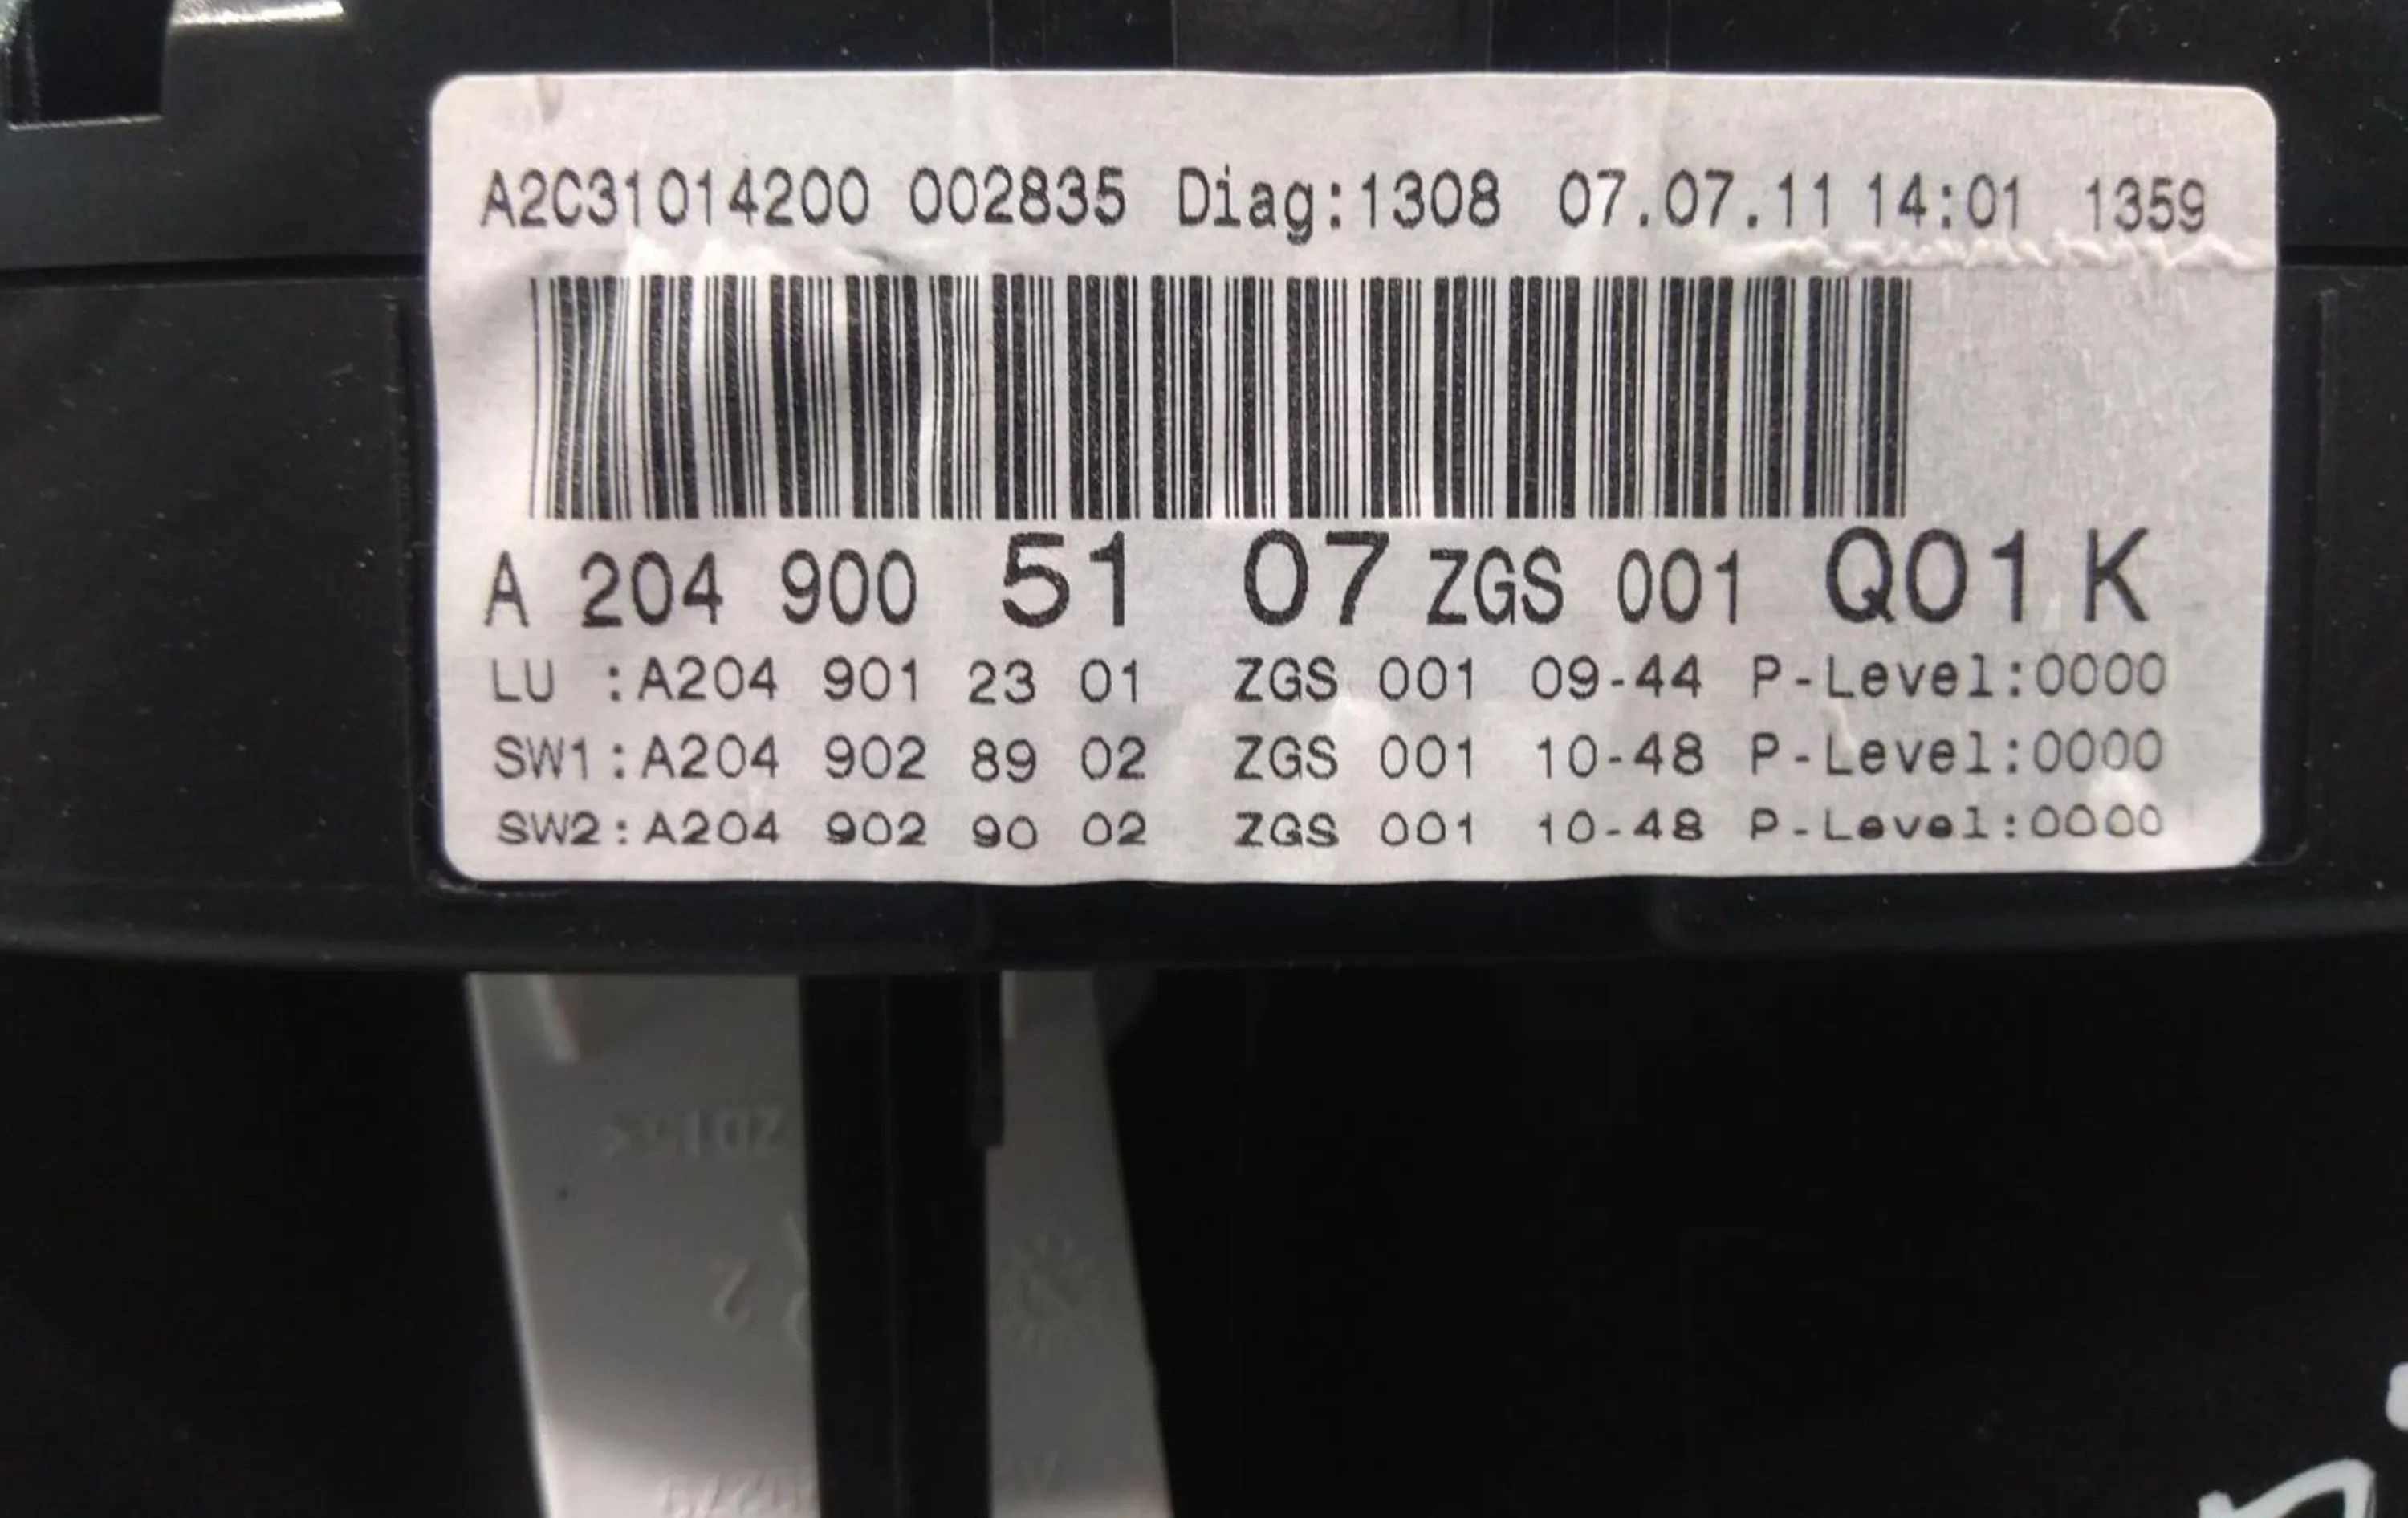 A2C31014200 002835 Diag:1308 07.07.11 14:01 1359
A 204 900 51 07 ZGS 001 Q01 K
LU :A204 901 23 01 ZGS 001 09-44 P-Level:0000
SW1:A204 902 89 02 ZGS 001 10-48 P-Level:0000
SW2:A204 902 90 02 ZGS 001 10-48 P-Level:0000